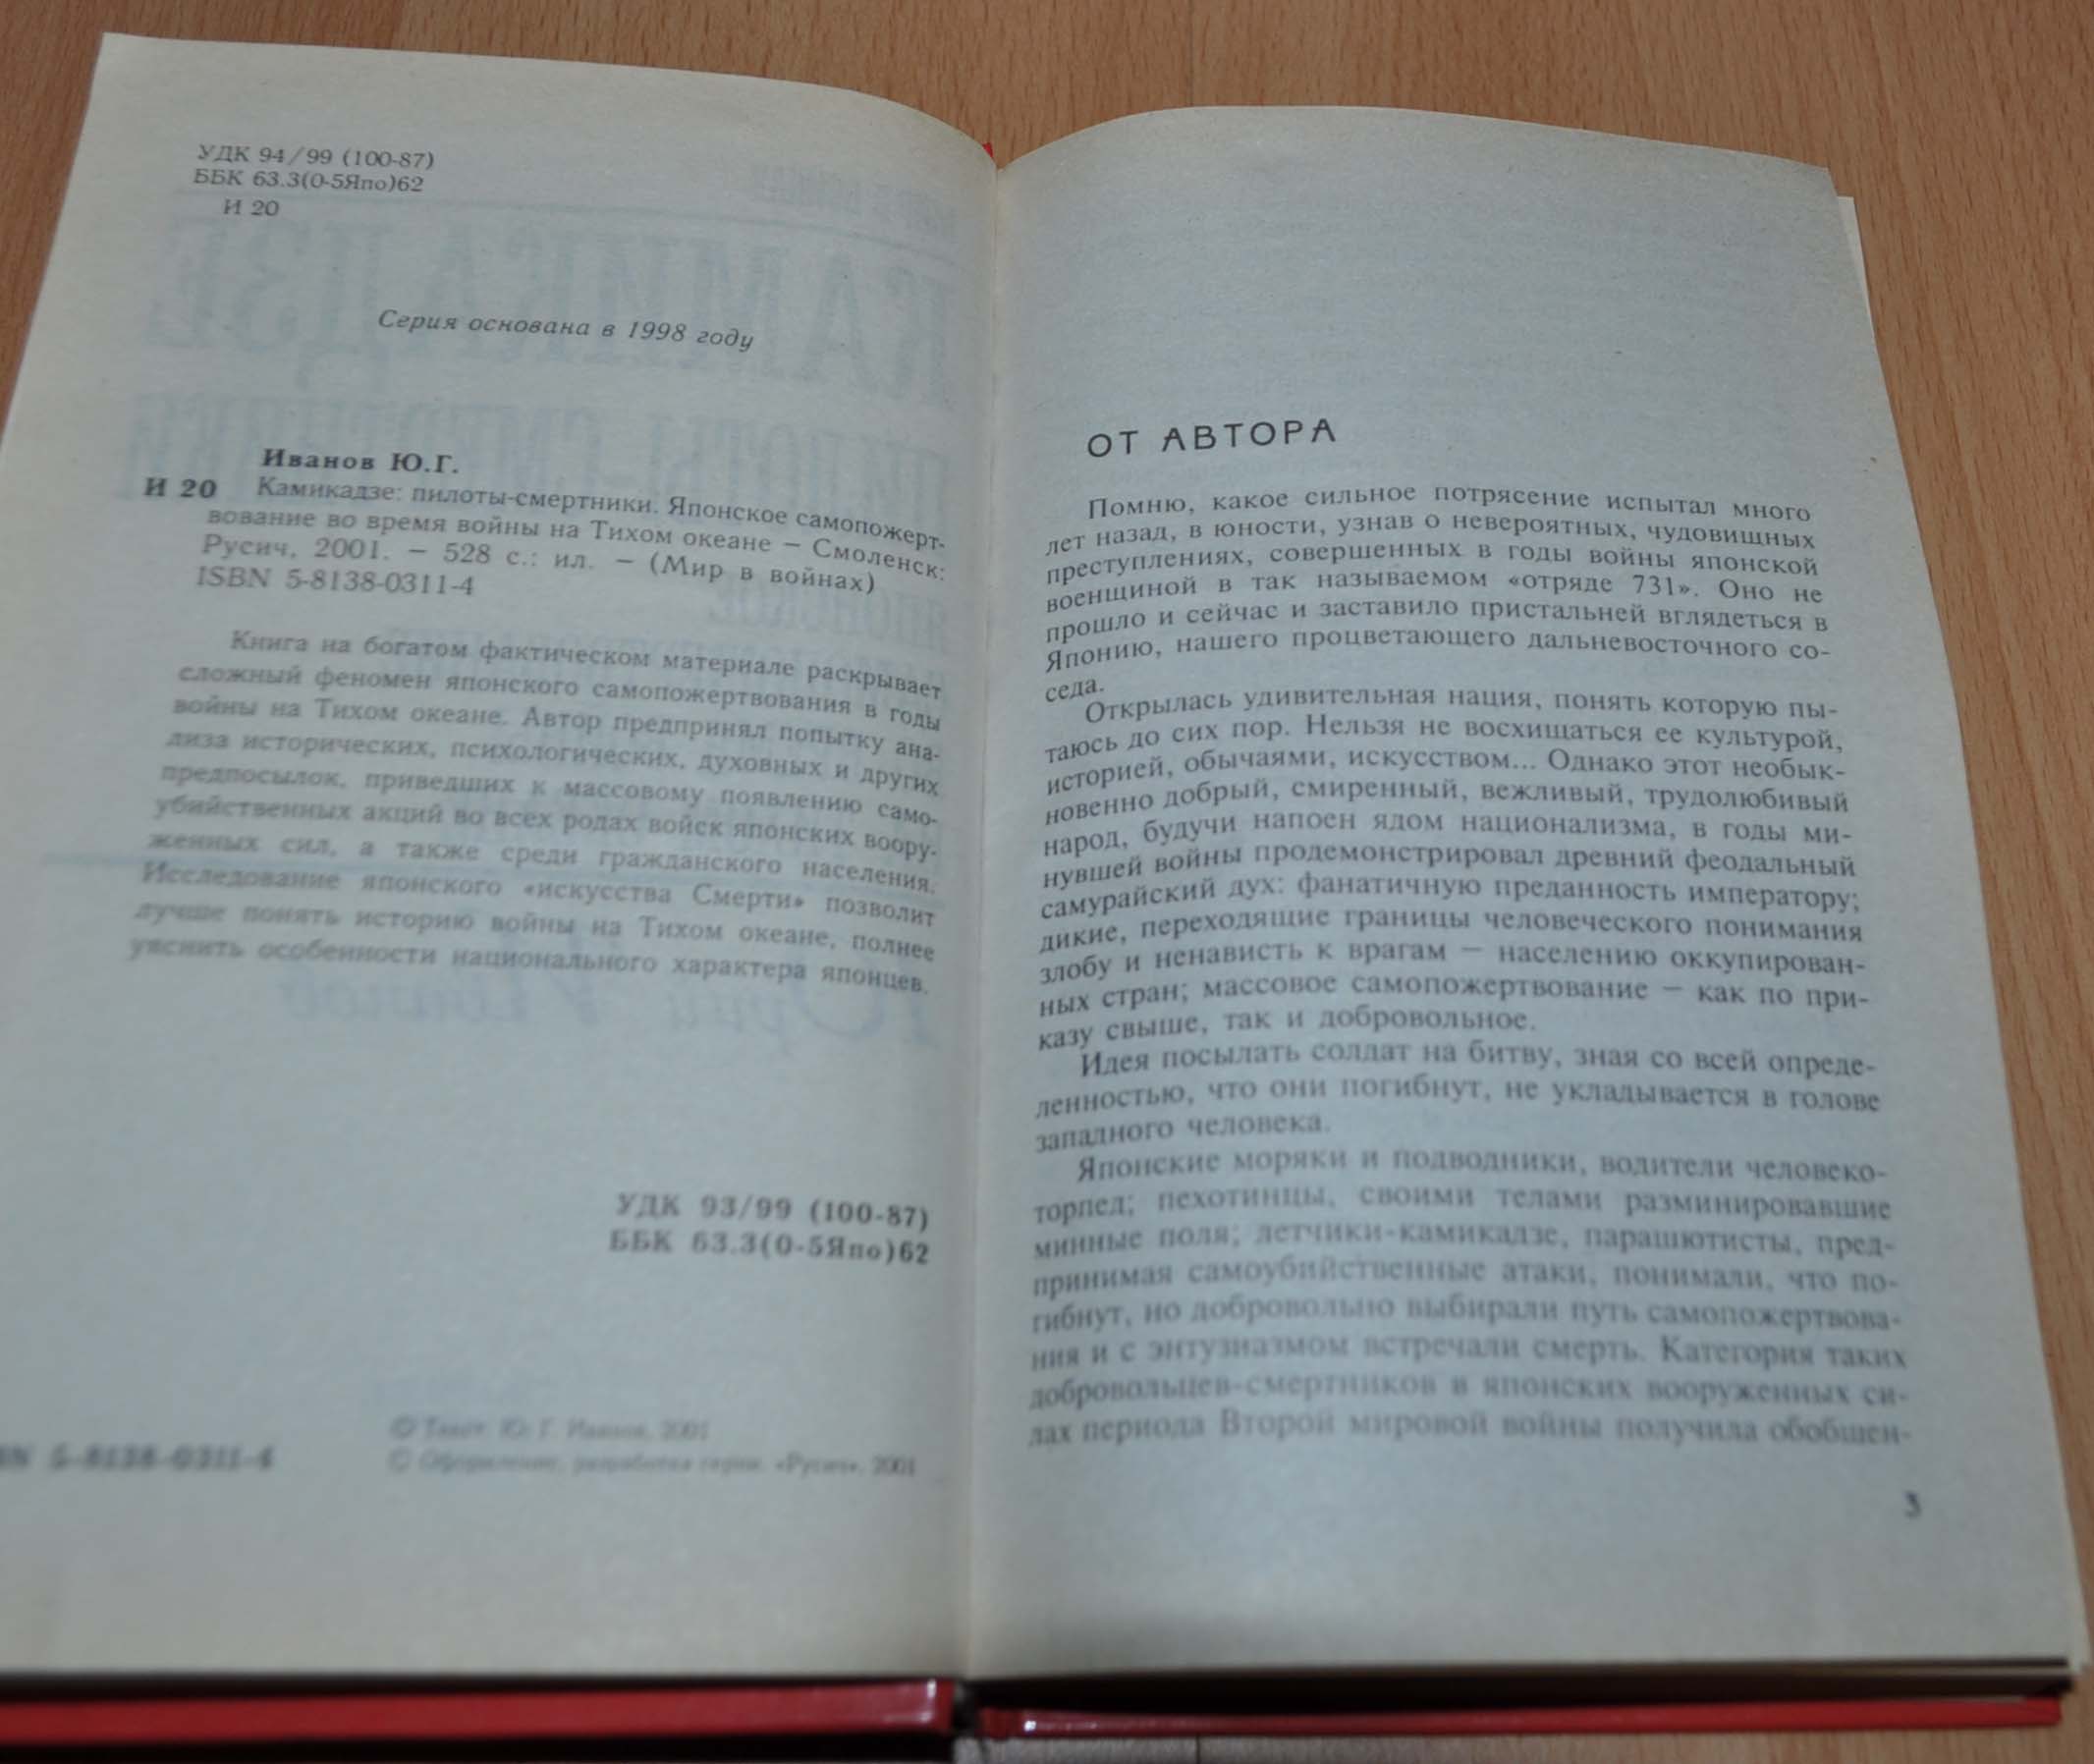 УДК 94/99 (100-87)
ББК 63.3(0-5Япо)62
И 20
Серия основана в 1998 году
Иванов Ю.Г.
И 20 Камикадзе: пилоты-смертники. Японское самопожерт-
вование во время войны на Тихом океане — Смоленск:
Русич, 2001. — 528 с.: ил. — (Мир в войнах)
ISBN 5-8138-0311-4
Книга на богатом фактическом материале раскрывает
сложный феномен японского самопожертвования в годы
войны на Тихом океане. Автор предпринял попытку ана-
лиза исторических, психологических, духовных и других
предпосылок, приведших к массовому появлению само-
убийственных акций во всех родах войск японских воору-
женных сил, а также среди гражданского населения.
Исследование японского «искусства Смерти» позволит
лучше понять историю войны на Тихом океане, полнее
уяснить особенности национального характера японцев.
УДК 93/99 (100-87)
ББК 63.3(0-5Япо)62
N 5-8138-0311-4
© Текст. Ю. Г. Иванов, 2001
© Оформление, разработка серии. «Русич», 2001
ОТ АВТОРА
Помню, какое сильное потрясение испытал много
лет назад, в юности, узнав о невероятных, чудовищных
преступлениях, совершенных в годы войны японской
военщиной в так называемом «отряде 731». Оно не
прошло и сейчас и заставило пристальней вглядеться в
Японию, нашего процветающего дальневосточного со-
седа.
Открылась удивительная нация, понять которую пы-
таюсь до сих пор. Нельзя не восхищаться ее культурой,
историей, обычаями, искусством... Однако этот необык-
новенно добрый, смиренный, вежливый, трудолюбивый
народ, будучи напоен ядом национализма, в годы ми-
нувшей войны продемонстрировал древний феодальный
самурайский дух: фанатичную преданность императору;
дикие, переходящие границы человеческого понимания
злобу и ненависть к врагам — населению оккупирован-
ных стран; массовое самопожертвование — как по при-
казу свыше, так и добровольное.
Идея посылать солдат на битву, зная со всей опреде-
ленностью, что они погибнут, не укладывается в голове
западного человека.
Японские моряки и подводники, водители человеко-
торпед; пехотинцы, своими телами разминировавшие
минные поля; летчики-камикадзе, парашютисты, пред-
принимая самоубийственные атаки, понимали, что по-
гибнут, но добровольно выбирали путь самопожертвова-
ния и с энтузиазмом встречали смерть. Категория таких
добровольцев-смертников в японских вооруженных си-
лах периода Второй мировой войны получила обобщен-
3